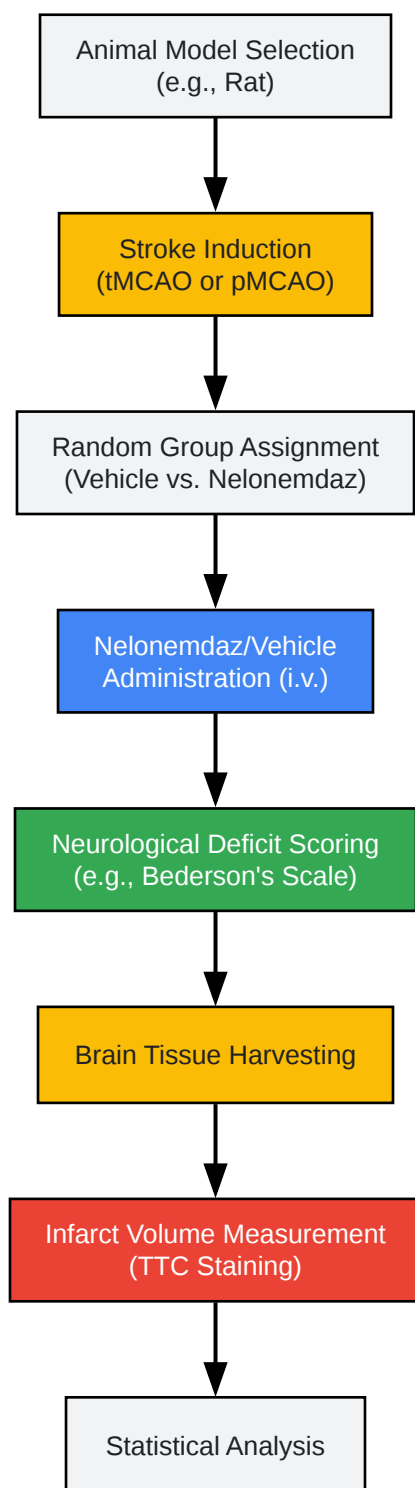 Animal Model Selection
(e.g., Rat)
Stroke Induction
(tMCAO or pMCAO)
Random Group Assignment
(Vehicle vs. Nelonemdaz)
Nelonemdaz/Vehicle
Administration (i.v.)
Neurological Deficit Scoring
(e.g., Bederson's Scale)
Brain Tissue Harvesting
Infarct Volume Measurement
(TTC Staining)
Statistical Analysis